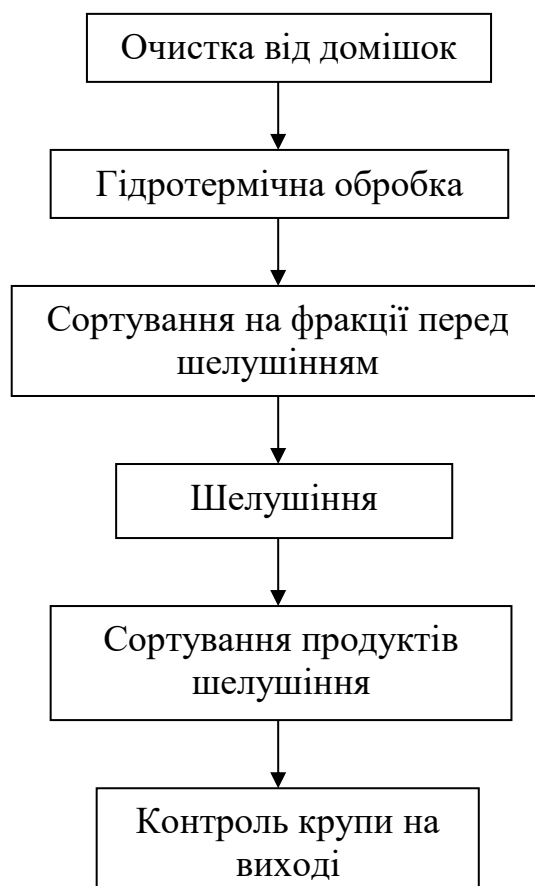 Очистка від домішок
Гідротермічна обробка
Сортування на фракції перед
шелушінням
Шелушіння
Сортування продуктів
шелушіння
Контроль крупи на
виході